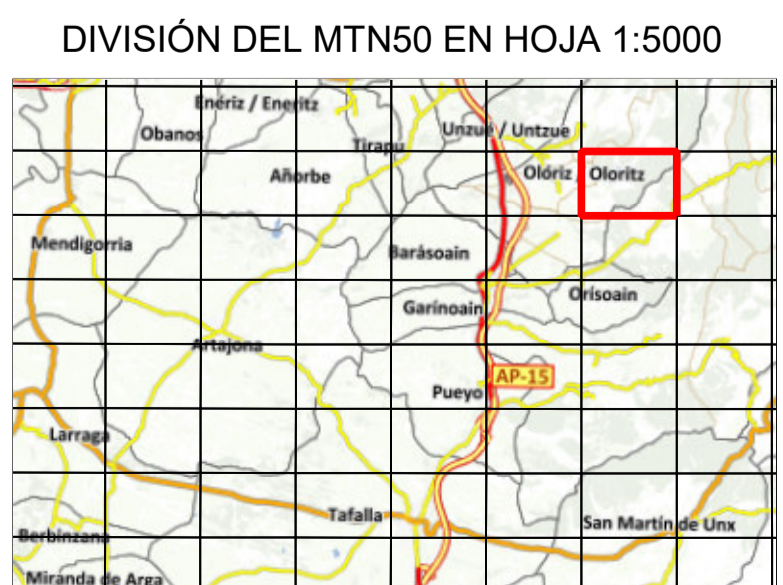 DIVISIÓN DEL MTN50 EN HOJA 1:5000
Enériz / Eneritz
Obanos
Unzué / Untzue
Tirapu
Añorbe
Olóriz / Oloritz
Mendigorria
Barásoain
Orísoain
Garínoain
Artajona
AP-15
Pueyo
Larraga
Tafalla
San Martín de Unx
Berbinzana
Miranda de Arga